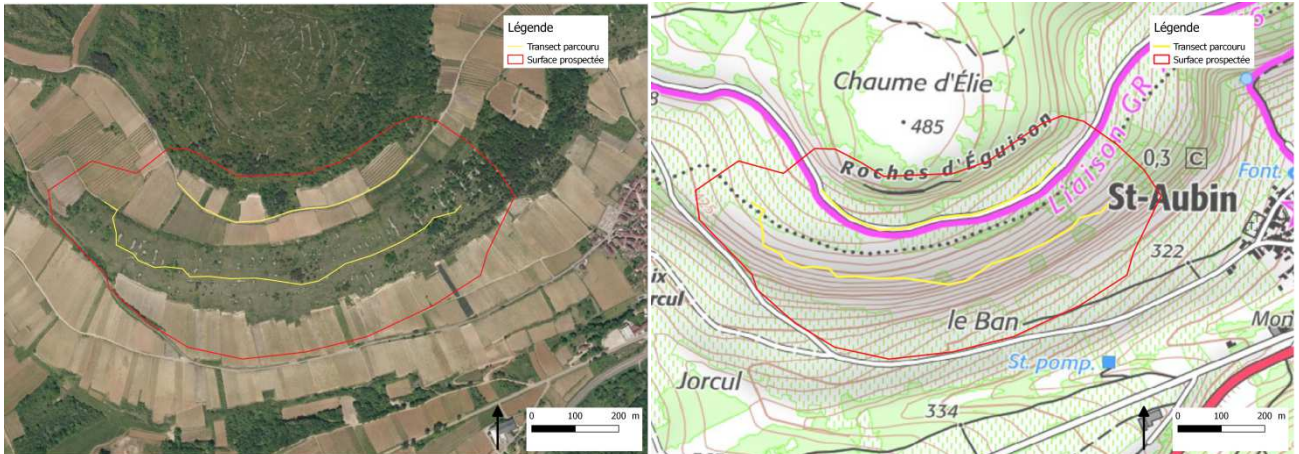 Légende
Transect parcouru
Surface prospectée
0 100 200 m
Légende
Transect parcouru
Surface prospectée
Chaume d'Élie
485
Roches d'Éguison
Liaison GR
0,3 C
Font.
St-Aubin
322
le Ban
St. pomp.
Jorcul
334
0 100 200 m